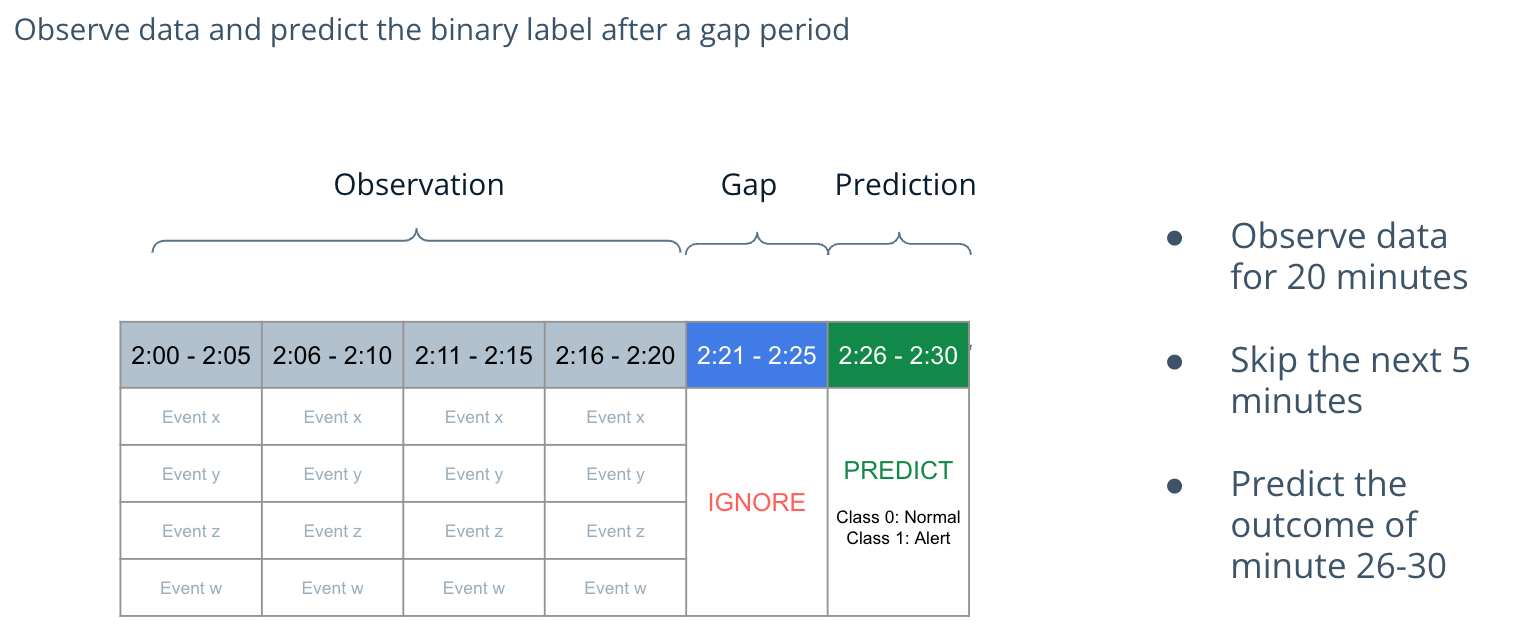 Observe data and predict the binary label after a gap period
Observation Gap Prediction
2:00 - 2:05 2:06 - 2:10 2:11 - 2:15 2:16 - 2:20 2:21 - 2:25 2:26 - 2:30
Event x Event x Event x Event x
Event y Event y Event y Event y
Event z Event z Event z Event z
Event w Event w Event w Event w
IGNORE
PREDICT
Class 0: Normal
Class 1: Alert
● Observe data
for 20 minutes
● Skip the next 5
minutes
● Predict the
outcome of
minute 26-30